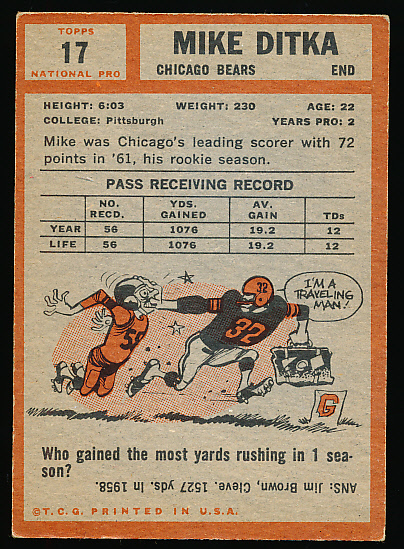 TOPPS
17
NATIONAL PRO
MIKE DITKA
CHICAGO BEARS END
HEIGHT: 6:03 WEIGHT: 230 AGE: 22
COLLEGE: Pittsburgh YEARS PRO: 2
Mike was Chicago's leading scorer with 72
points in '61, his rookie season.
PASS RECEIVING RECORD
NO. RECD. YDS. GAINED AV. GAIN TDs
YEAR 56 1076 19.2 12
LIFE 56 1076 19.2 12
I'M A
TRAVELING
MAN!
32
32
G
Who gained the most yards rushing in 1 sea-
son?
ANS: Jim Brown, Cleve. 1527 yds. In 1958.
©T.C.G. PRINTED IN U.S.A.